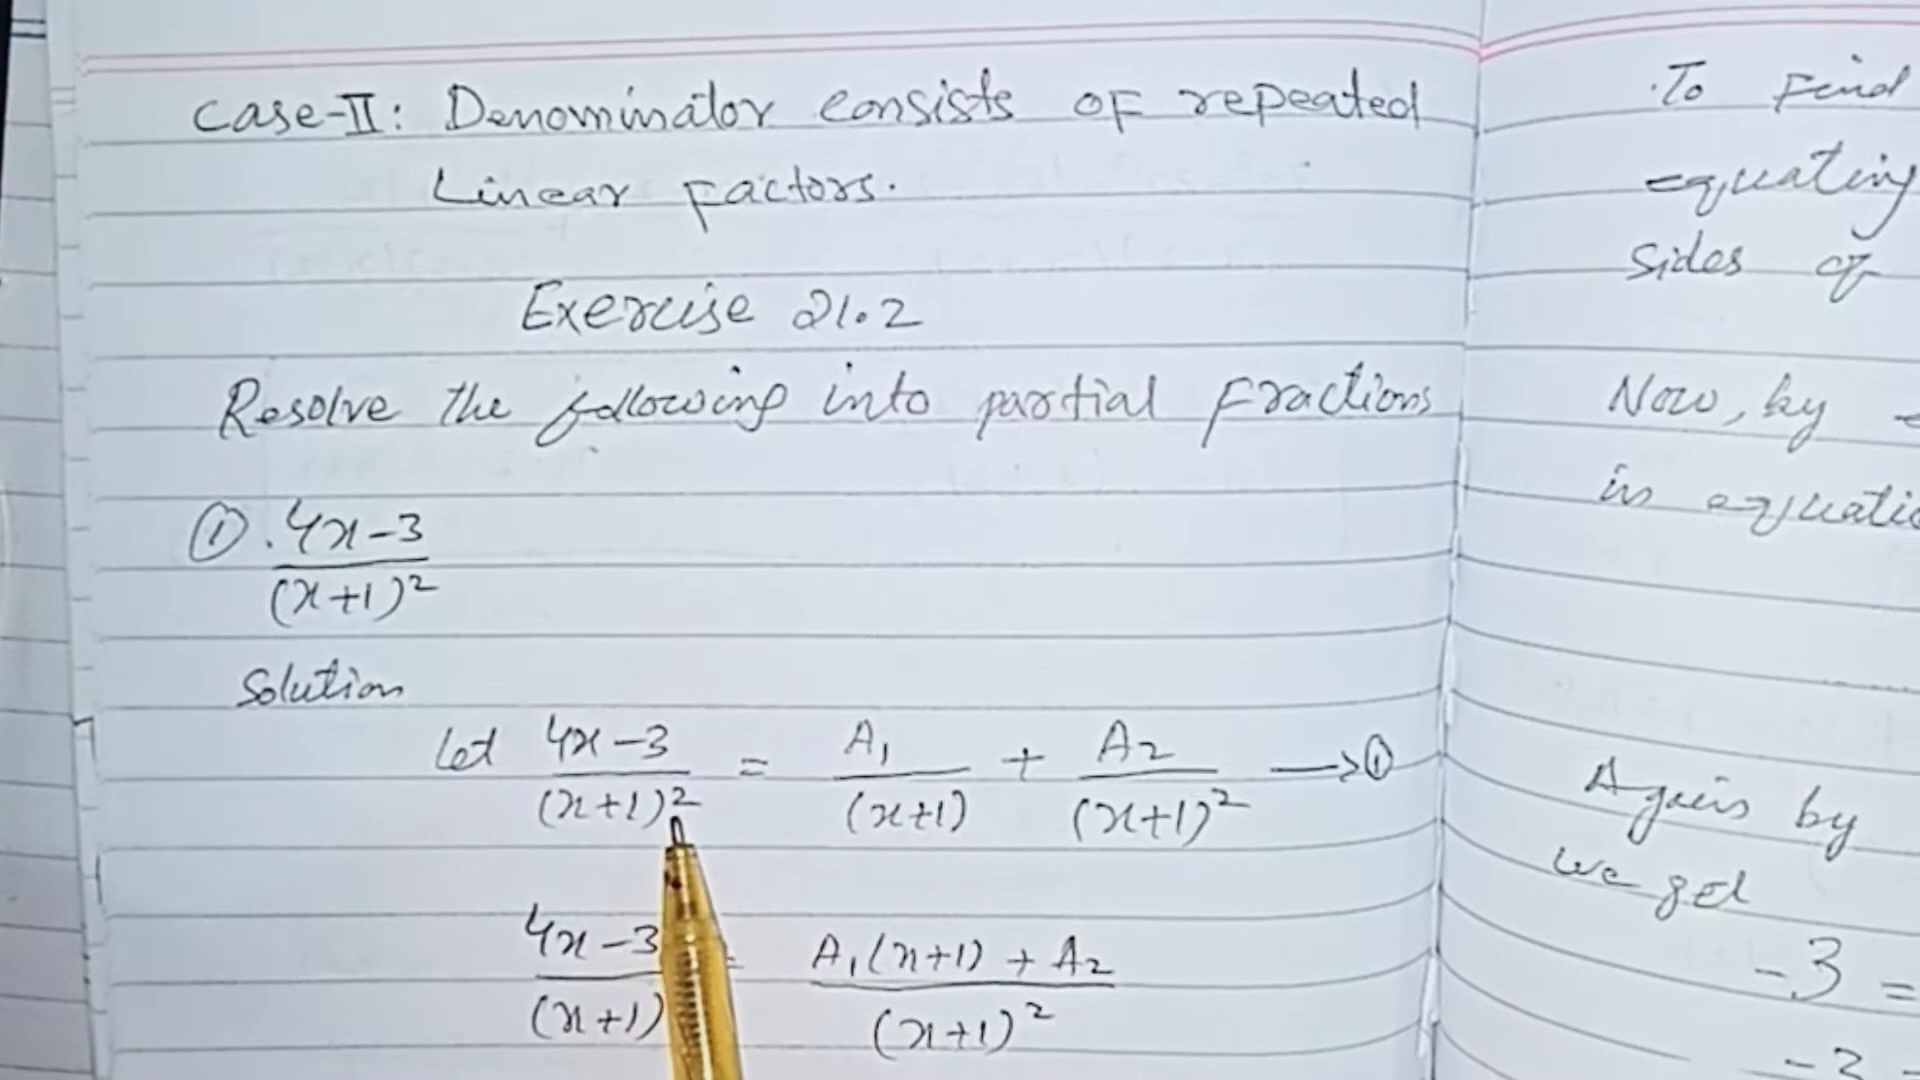 Case-II: Denominator consists of repeated
Linear Factors.
Exercise 21.2
Resolve the following into partial Fractions
① . 4x-3
(x+1)²
Solution
Let 4x-3 / (x+1)² = A₁ / (x+1) + A₂ / (x+1)² → ①
4x-3 / (x+1) = A₁(x+1) + A₂ / (x+1)²
To Find
equating
sides of
Now, by
in
Again by
we get
-3 =